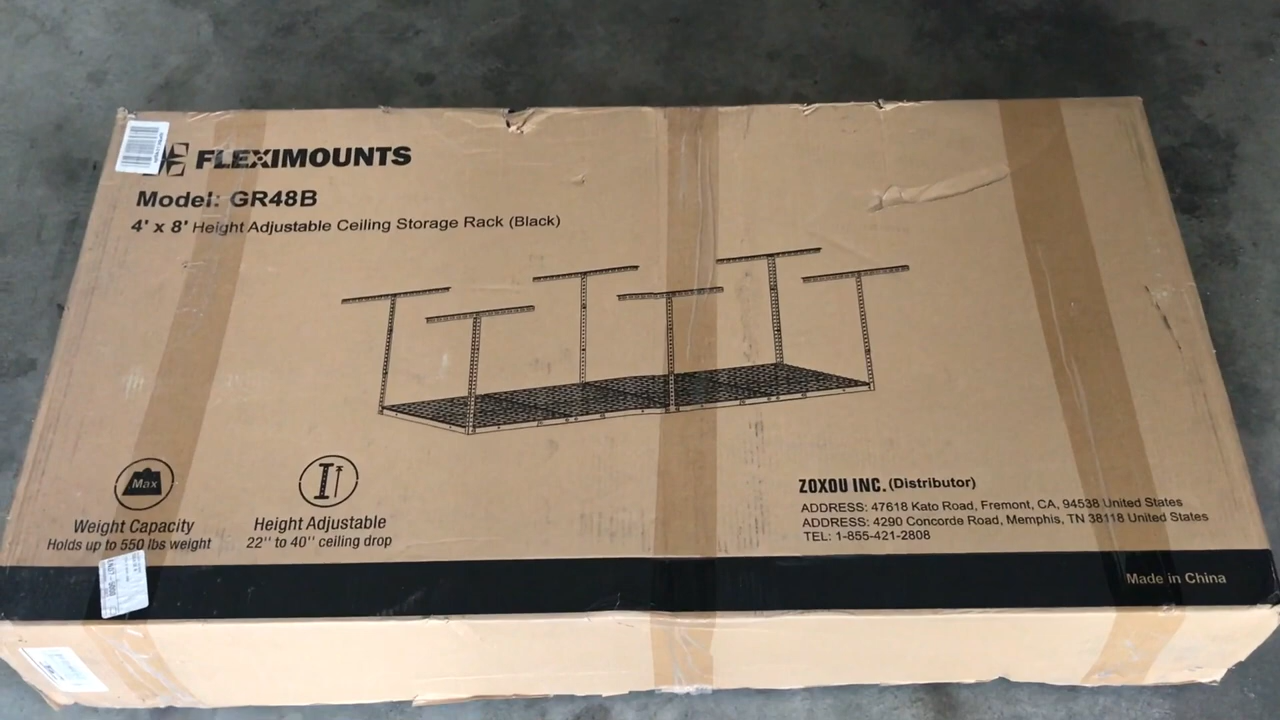 FLEXIMOUNTS
Model: GR48B
4' x 8' Height Adjustable Ceiling Storage Rack (Black)
Max
Weight Capacity
Holds up to 550 lbs weight
Height Adjustable
22'' to 40'' ceiling drop
ZOXOU INC. (Distributor)
ADDRESS: 47618 Kato Road, Fremont, CA, 94538 United States
ADDRESS: 4290 Concorde Road, Memphis, TN 38118 United States
TEL: 1-855-421-2808
Made in China